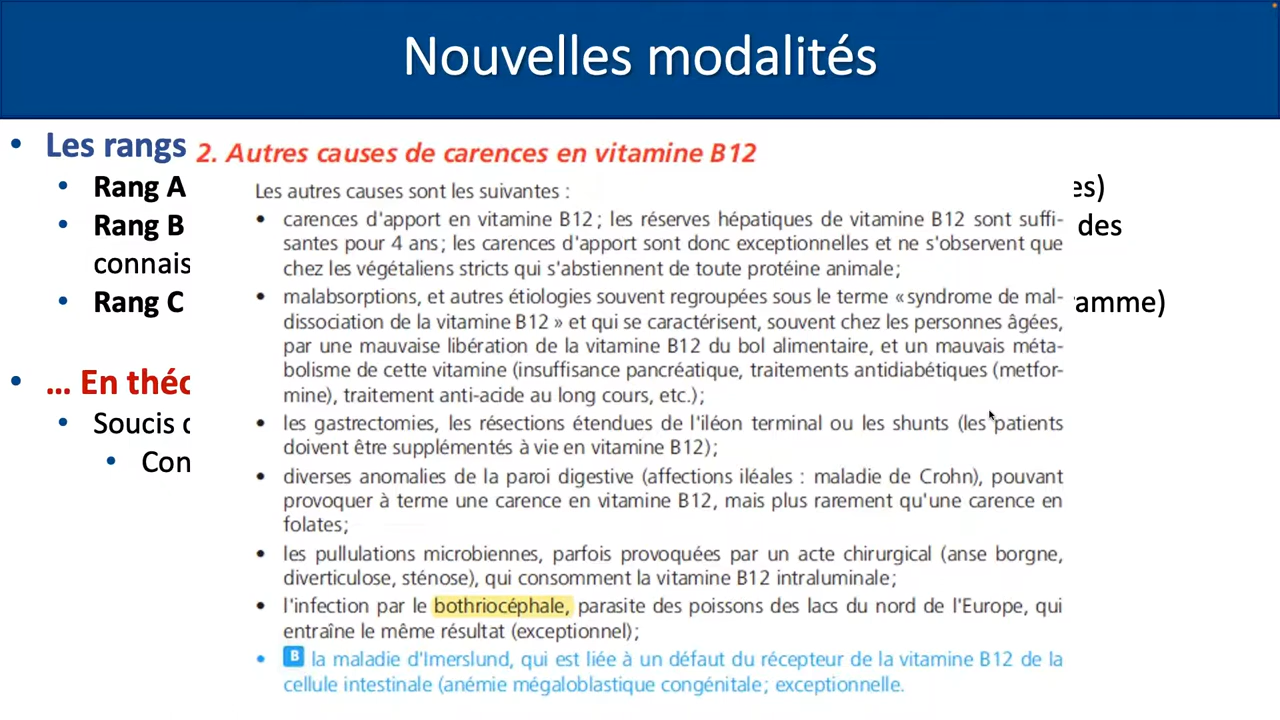 Nouvelles modalités
• Les rangs
• Rang A es)
• Rang B des
connais
• Rang C ramme)
• ... En théo
• Soucis
• Con
2. Autres causes de carences en vitamine B12
Les autres causes sont les suivantes :
• carences d'apport en vitamine B12 ; les réserves hépatiques de vitamine B12 sont suffi-
santes pour 4 ans ; les carences d'apport sont donc exceptionnelles et ne s'observent que
chez les végétaliens stricts qui s'abstiennent de toute protéine animale ;
• malabsorptions, et autres étiologies souvent regroupées sous le terme « syndrome de mal-
dissociation de la vitamine B12 » et qui se caractérisent, souvent chez les personnes âgées,
par une mauvaise libération de la vitamine B12 du bol alimentaire, et un mauvais méta-
bolisme de cette vitamine (insuffisance pancréatique, traitements antidiabétiques (metfor-
mine), traitement anti-acide au long cours, etc.) ;
• les gastrectomies, les résections étendues de l'iléon terminal ou les shunts (les patients
doivent être supplémentés à vie en vitamine B12) ;
• diverses anomalies de la paroi digestive (affections iléales : maladie de Crohn), pouvant
provoquer à terme une carence en vitamine B12, mais plus rarement qu'une carence en
folates ;
• les pullulations microbiennes, parfois provoquées par un acte chirurgical (anse borgne,
diverticulose, sténose), qui consomment la vitamine B12 intraluminale ;
• l'infection par le bothriocéphale, parasite des poissons des lacs du nord de l'Europe, qui
entraîne le même résultat (exceptionnel) ;
• B la maladie d'Imerslund, qui est liée à un défaut du récepteur de la vitamine B12 de la
cellule intestinale (anémie mégaloblastique congénitale ; exceptionnelle.